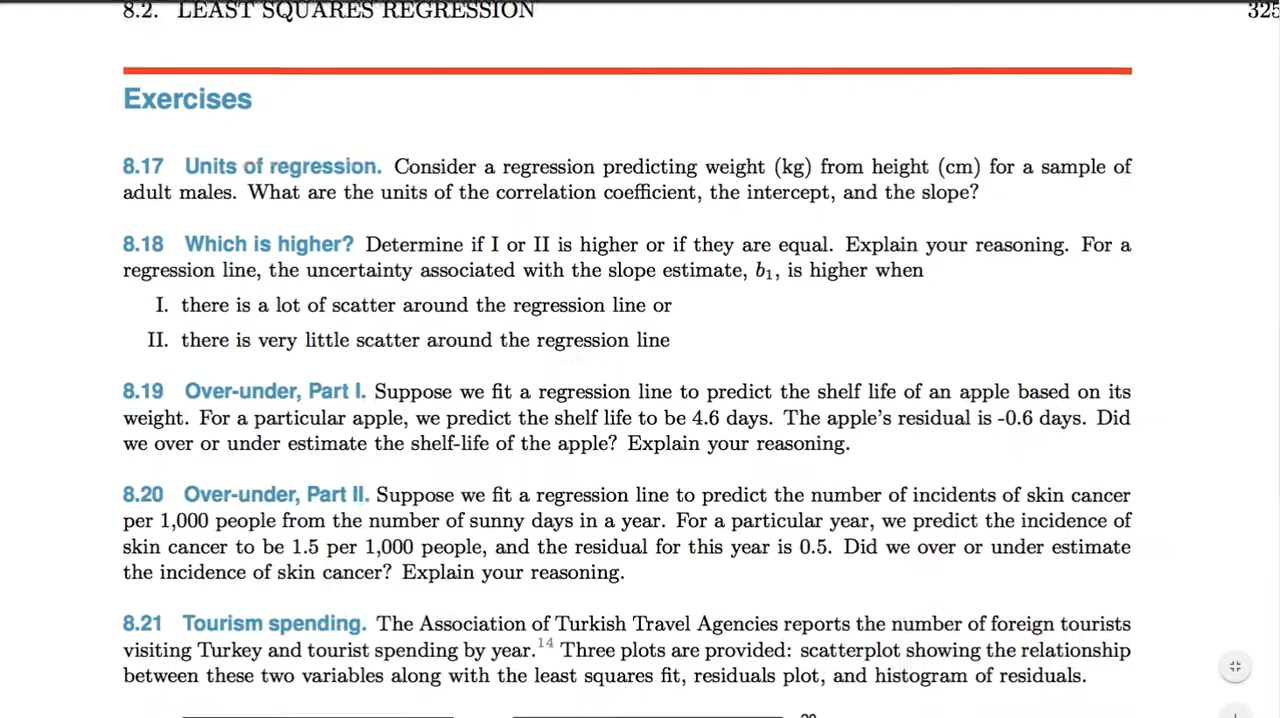 8.2. LEAST SQUARES REGRESSION 325
Exercises
8.17 Units of regression. Consider a regression predicting weight (kg) from height (cm) for a sample of
adult males. What are the units of the correlation coefficient, the intercept, and the slope?
8.18 Which is higher? Determine if I or II is higher or if they are equal. Explain your reasoning. For a
regression line, the uncertainty associated with the slope estimate, b₁, is higher when
I. there is a lot of scatter around the regression line or
II. there is very little scatter around the regression line
8.19 Over-under, Part I. Suppose we fit a regression line to predict the shelf life of an apple based on its
weight. For a particular apple, we predict the shelf life to be 4.6 days. The apple's residual is -0.6 days. Did
we over or under estimate the shelf-life of the apple? Explain your reasoning.
8.20 Over-under, Part II. Suppose we fit a regression line to predict the number of incidents of skin cancer
per 1,000 people from the number of sunny days in a year. For a particular year, we predict the incidence of
skin cancer to be 1.5 per 1,000 people, and the residual for this year is 0.5. Did we over or under estimate
the incidence of skin cancer? Explain your reasoning.
8.21 Tourism spending. The Association of Turkish Travel Agencies reports the number of foreign tourists
visiting Turkey and tourist spending by year.¹⁴ Three plots are provided: scatterplot showing the relationship
between these two variables along with the least squares fit, residuals plot, and histogram of residuals.